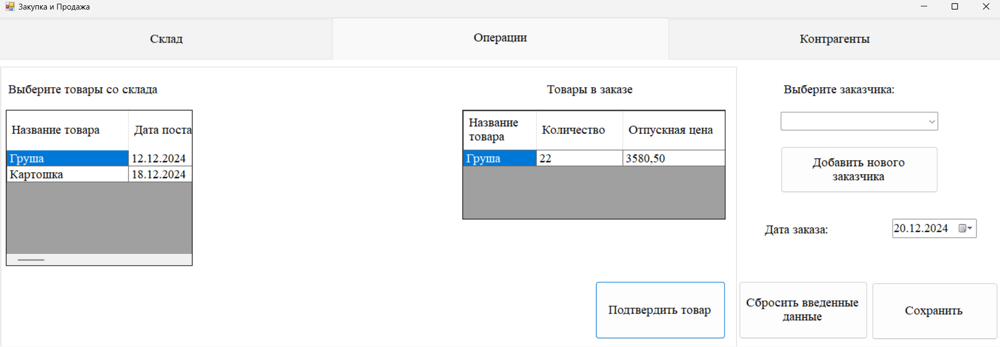 Закупка и Продажа
Склад
Операции
Контрагенты
Выберите товары со склада
Товары в заказе
Выберите заказчика:
Название товара
Дата поста
Груша
12.12.2024
Картошка
18.12.2024
Название
товара
Количество
Отпускная цена
Груша
22
3580,50
Добавить нового
заказчика
Дата заказа:
20.12.2024
Подтвердить товар
Сбросить введенные
данные
Сохранить